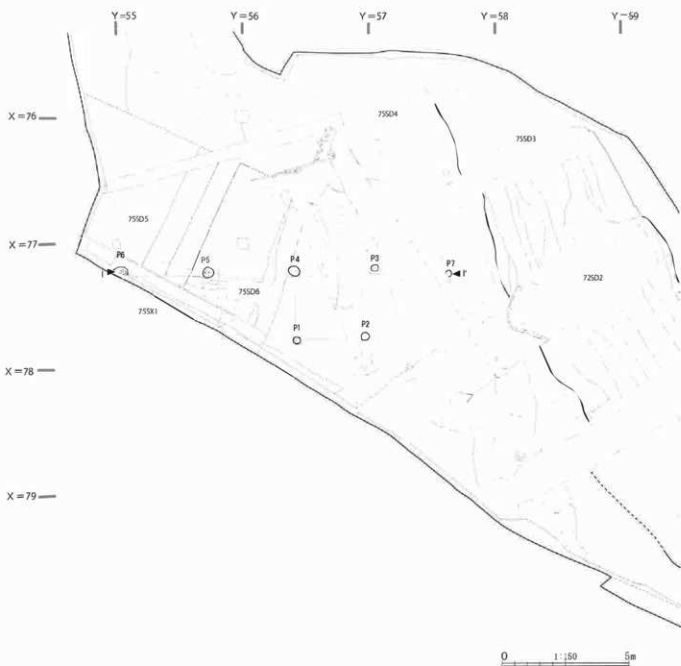 Y=55 Y=56 Y=57 Y=58 Y=59
X=76
75SD4
75SD3
75SD5
X=77
P6 P5 P4 P3 P7
I I'
75SD6
72SD2
75SX1
P1 P2
X=78
X=79
0 1:150 5m